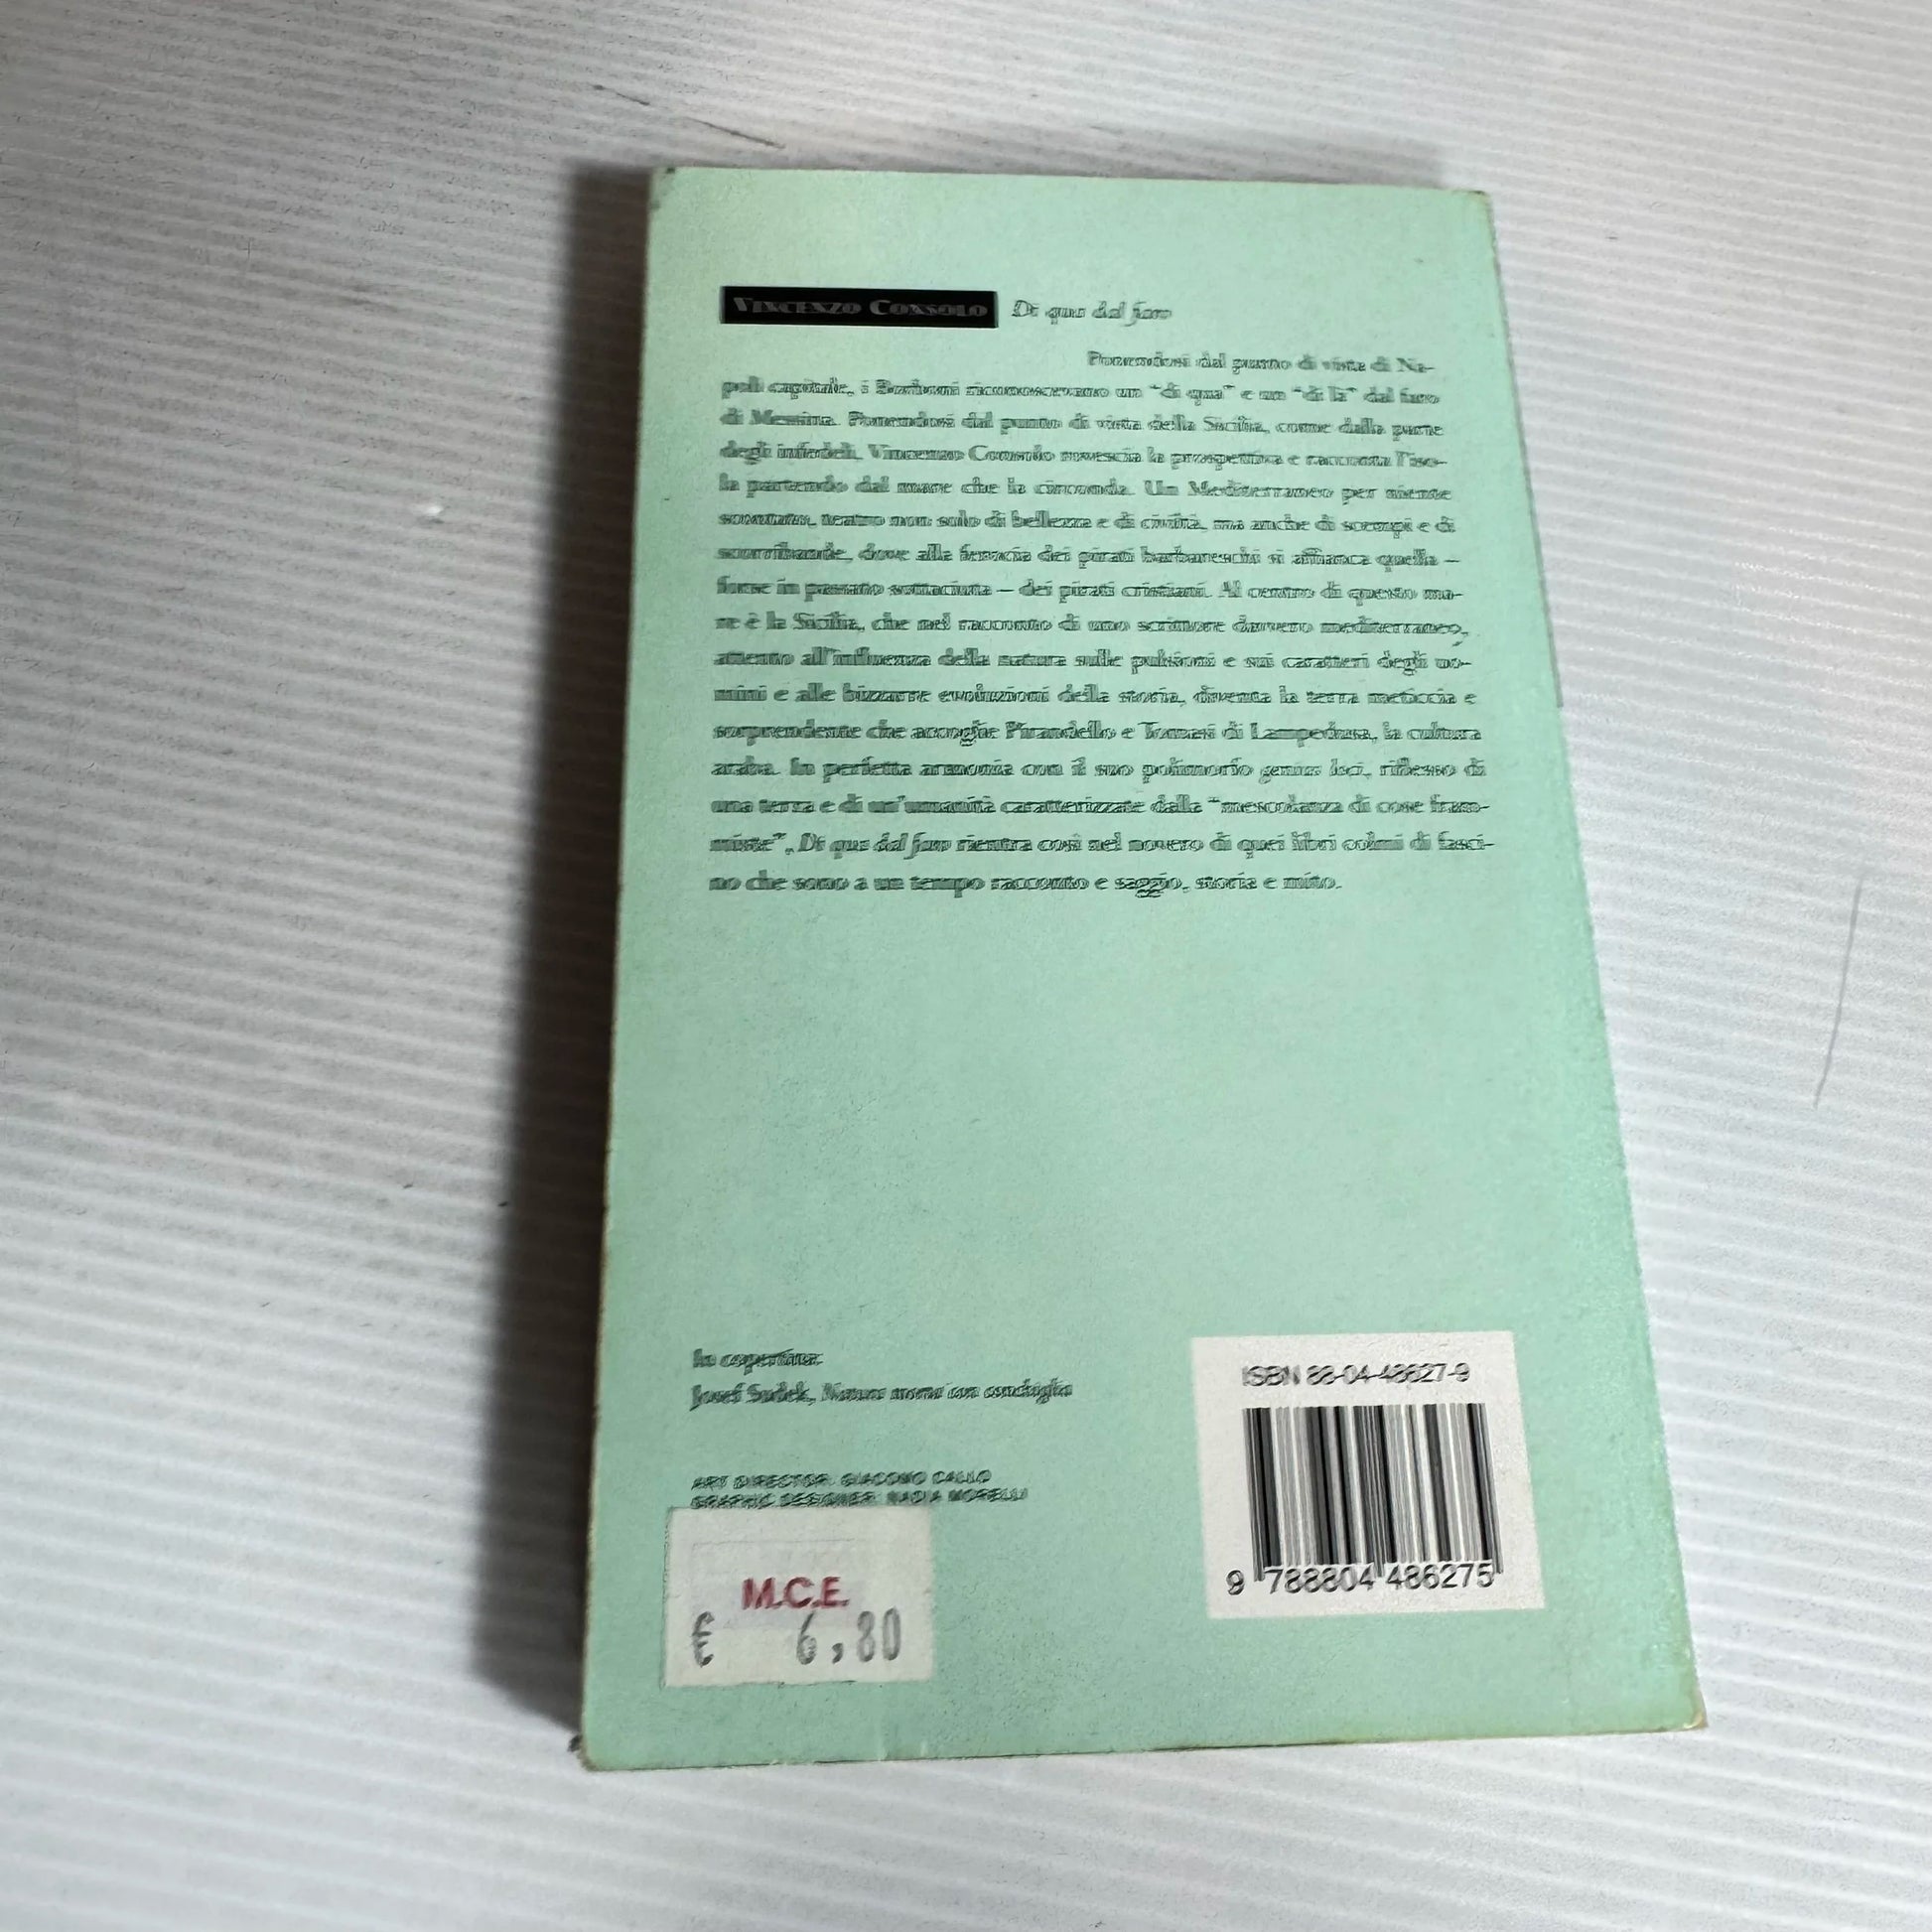 VINCENZO CONSOLO Di qua dal faro
Ponendosi dal punto di vista di Na-
poli capitale, i Borboni riconoscevano un “di qua” e un “di là” dal faro
di Messina. Ponendosi dal punto di vista della Sicilia, come dalla parte
degli infedeli, Vincenzo Consolo rovescia la prospettiva e racconta l'iso-
la partendo dal mare che la circonda. Un Mediterraneo per niente
teatro non solo di bellezza e di civiltà, ma anche di scempi e di
scorribande, dove alla ferocia dei pirati barbareschi si affianca quella –
forse in passato sottaciuta – dei pirati cristiani. Al centro di questo ma-
re è la Sicilia, che nel racconto di uno scrittore davvero mediterraneo,
attento all'influenza della natura sulle pulsioni e sui caratteri degli uo-
mini e alle bizzarre evoluzioni della storia, diventa la terra meticcia e
sorprendente che accoglie Pirandello e Tomasi di Lampedusa, la cultura
araba. In perfetta armonia con il suo polimorfo genius loci, riflesso di
una terra e di un'umanità caratterizzate dalla “mescolanza di cose fram-
miste”, Di qua dal faro rientra così nel novero di quei libri colmi di fasci-
no che sono a un tempo racconto e saggio, storia e mito.
In copertina:
Josef Sudek, Natura morta con conchiglia
ART DIRECTOR: GIACOMO CALLO
GRAPHIC DESIGNER: NADIA MORELLI
M.C.E.
€ 6,80
ISBN 88-04-48627-9
9 788804 486275